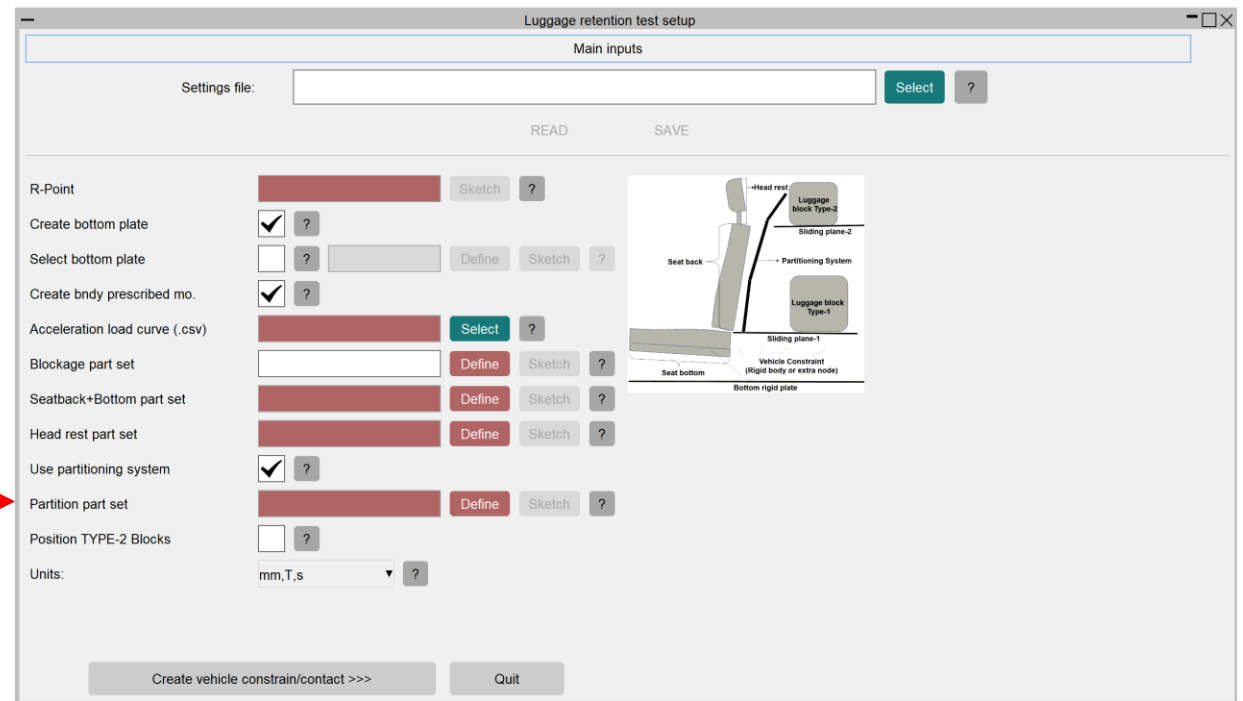 Luggage retention test setup
Main inputs
Settings file:
Select
?
READ
SAVE
R-Point
Sketch
?
Create bottom plate
?
Select bottom plate
?
Define
Sketch
?
Create bndy prescribed mo.
?
Acceleration load curve (.csv)
Select
?
Blockage part set
Define
Sketch
?
Seatback+Bottom part set
Define
Sketch
?
Head rest part set
Define
Sketch
?
Use partitioning system
?
Partition part set
Define
Sketch
?
Position TYPE-2 Blocks
?
Units:
mm,T,s
?
Head rest
Luggage
block Type-2
Sliding plane-2
Seat back
Partitioning System
Luggage block
Type-1
Sliding plane-1
Vehicle Constraint
(Rigid body or extra node)
Seat bottom
Bottom rigid plate
Create vehicle constrain/contact >>>
Quit